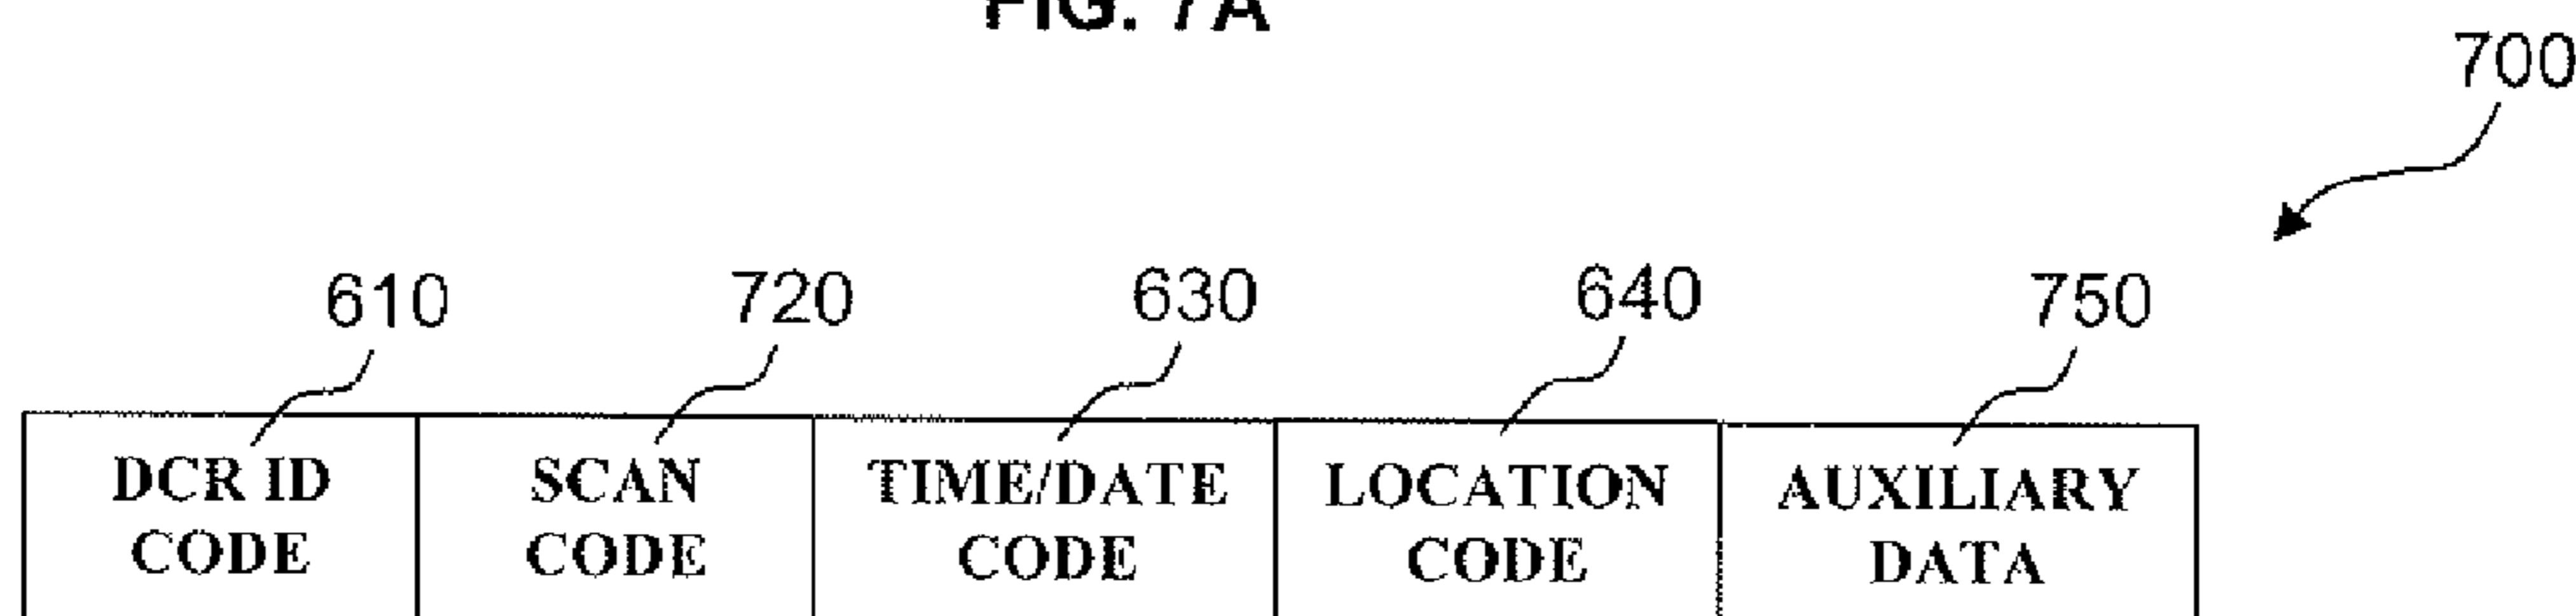 FIG. 7A
700
610 720 630 640 750
DCR ID CODE
SCAN CODE
TIME/DATE CODE
LOCATION CODE
AUXILIARY DATA